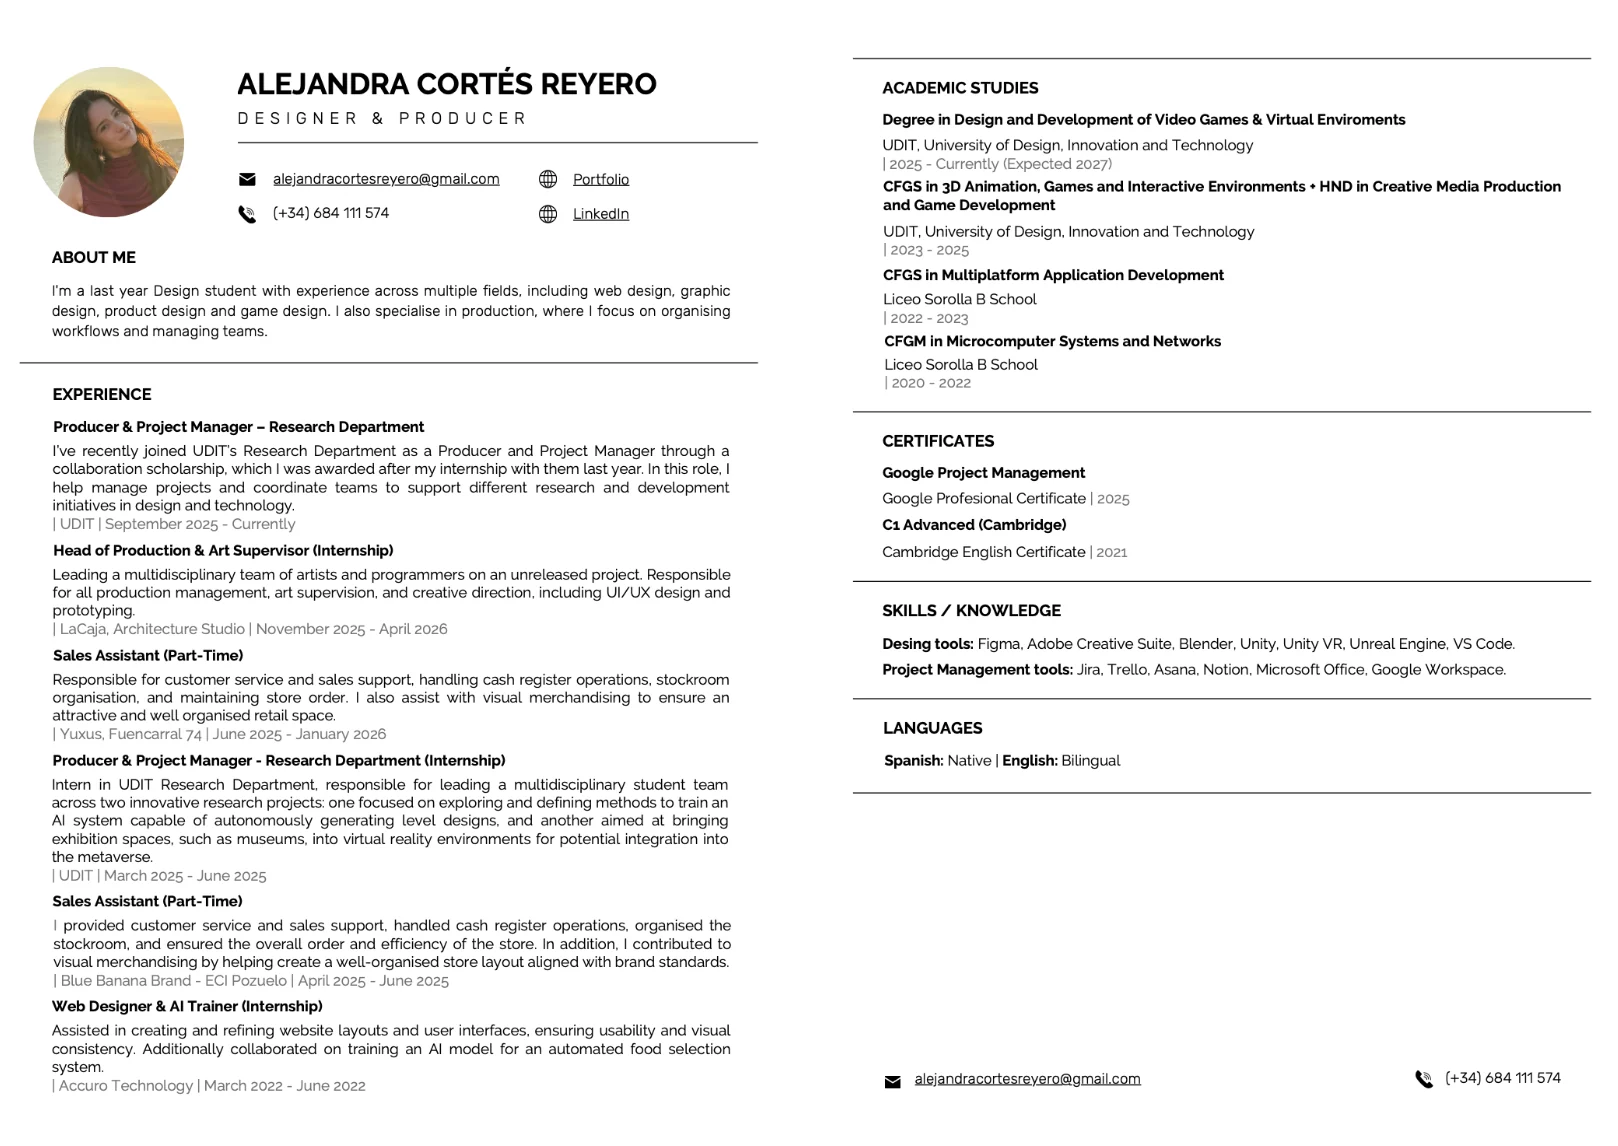 ALEJANDRA CORTÉS REYERO
DESIGNER & PRODUCER
alejandracortesreyero@gmail.com
Portfolio
(+34) 684 111 574
LinkedIn
ABOUT ME
I'm a last year Design student with experience across multiple fields, including web design, graphic
design, product design and game design. I also specialise in production, where I focus on organising
workflows and managing teams.
EXPERIENCE
Producer & Project Manager – Research Department
I've recently joined UDIT's Research Department as a Producer and Project Manager through a
collaboration scholarship, which I was awarded after my internship with them last year. In this role, I
help manage projects and coordinate teams to support different research and development
initiatives in design and technology.
| UDIT | September 2025 - Currently
Head of Production & Art Supervisor (Internship)
Leading a multidisciplinary team of artists and programmers on an unreleased project. Responsible
for all production management, art supervision, and creative direction, including UI/UX design and
prototyping.
| LaCaja, Architecture Studio | November 2025 - April 2026
Sales Assistant (Part-Time)
Responsible for customer service and sales support, handling cash register operations, stockroom
organisation, and maintaining store order. I also assist with visual merchandising to ensure an
attractive and well organised retail space.
| Yuxus, Fuencarral 74 | June 2025 - January 2026
Producer & Project Manager - Research Department (Internship)
Intern in UDIT Research Department, responsible for leading a multidisciplinary student team
across two innovative research projects: one focused on exploring and defining methods to train an
AI system capable of autonomously generating level designs, and another aimed at bringing
exhibition spaces, such as museums, into virtual reality environments for potential integration into
the metaverse.
| UDIT | March 2025 - June 2025
Sales Assistant (Part-Time)
I provided customer service and sales support, handled cash register operations, organised the
stockroom, and ensured the overall order and efficiency of the store. In addition, I contributed to
visual merchandising by helping create a well-organised store layout aligned with brand standards.
| Blue Banana Brand - ECI Pozuelo | April 2025 - June 2025
Web Designer & AI Trainer (Internship)
Assisted in creating and refining website layouts and user interfaces, ensuring usability and visual
consistency. Additionally collaborated on training an AI model for an automated food selection
system.
| Accuro Technology | March 2022 - June 2022
ACADEMIC STUDIES
Degree in Design and Development of Video Games & Virtual Enviroments
UDIT, University of Design, Innovation and Technology
| 2025 - Currently (Expected 2027)
CFGS in 3D Animation, Games and Interactive Environments + HND in Creative Media Production
and Game Development
UDIT, University of Design, Innovation and Technology
| 2023 - 2025
CFGS in Multiplatform Application Development
Liceo Sorolla B School
| 2022 - 2023
CFGM in Microcomputer Systems and Networks
Liceo Sorolla B School
| 2020 - 2022
CERTIFICATES
Google Project Management
Google Profesional Certificate | 2025
C1 Advanced (Cambridge)
Cambridge English Certificate | 2021
SKILLS / KNOWLEDGE
Desing tools: Figma, Adobe Creative Suite, Blender, Unity, Unity VR, Unreal Engine, VS Code.
Project Management tools: Jira, Trello, Asana, Notion, Microsoft Office, Google Workspace.
LANGUAGES
Spanish: Native | English: Bilingual
alejandracortesreyero@gmail.com
(+34) 684 111 574